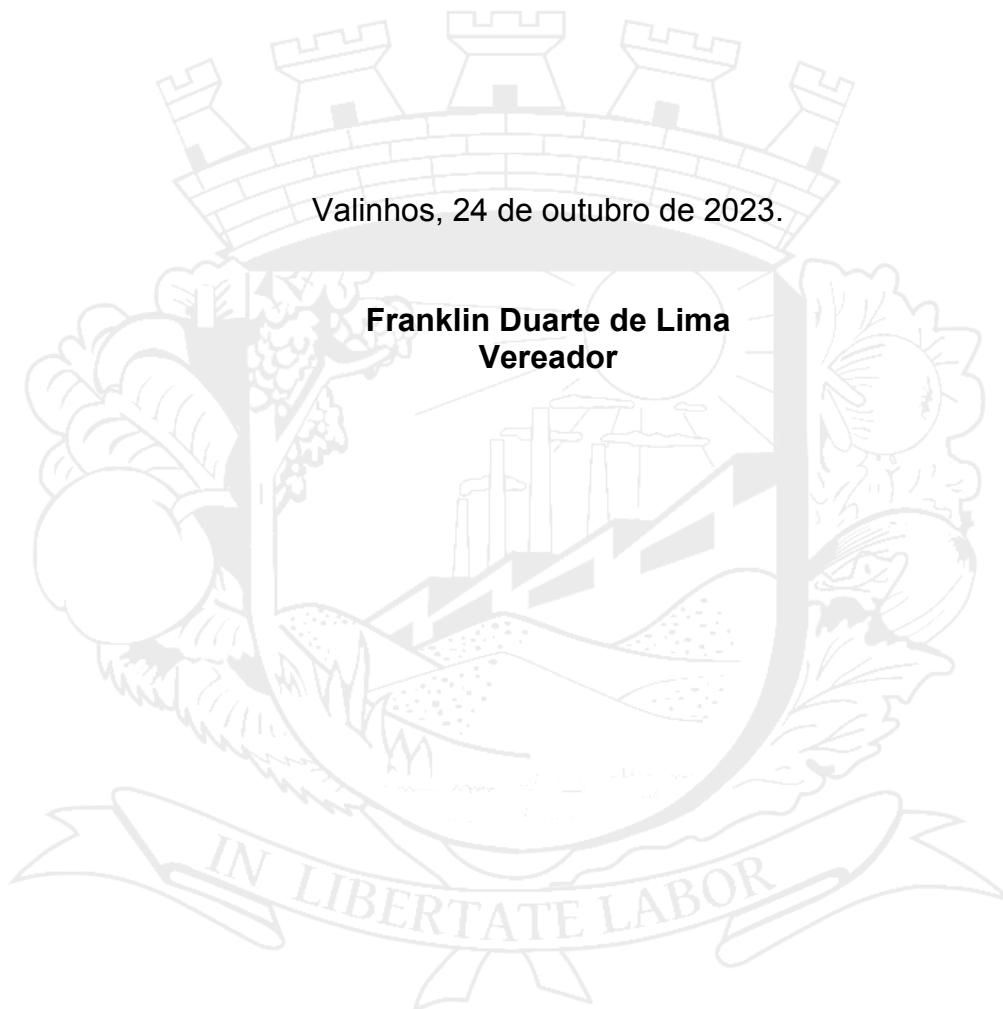 Valinhos, 24 de outubro de 2023.
Franklin Duarte de Lima
Vereador
IN LIBERTATE LABOR